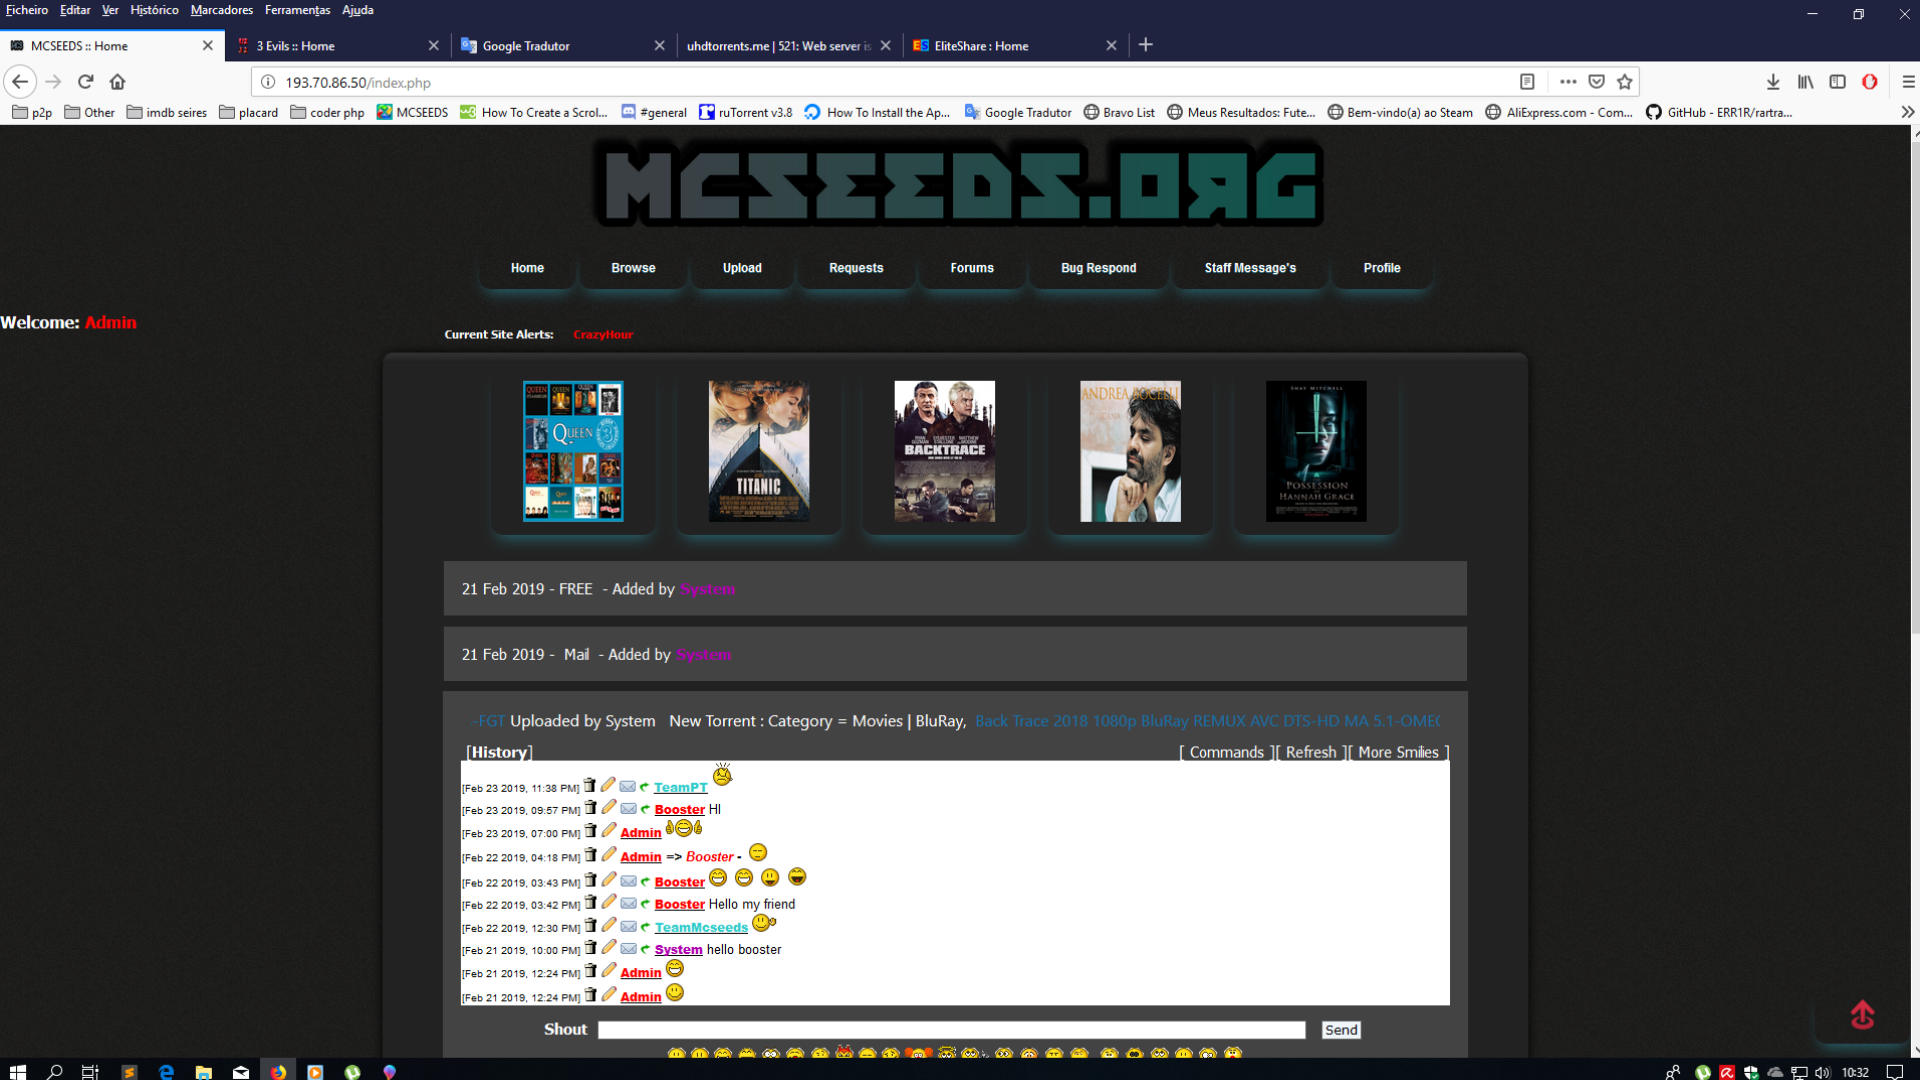 Ficheiro Editar Ver Histórico Marcadores Ferramentas Ajuda
MCSEEDS :: Home
3 Evils :: Home
Google Tradutor
uhdtorrents.me | 521: Web server is
EliteShare : Home
193.70.86.50/index.php
p2p Other imdb seires placard coder php MCSEEDS How To Create a Scrol... #general ruTorrent v3.8 How To Install the Ap... Google Tradutor Bravo List Meus Resultados: Fute... Bem-vindo(a) ao Steam AliExpress.com - Com... GitHub - ERR1R/rartra...
MCSEEDS.ORG
Home Browse Upload Requests Forums Bug Respond Staff Message's Profile
Welcome: Admin
Current Site Alerts: CrazyHour
QUEEN
TITANIC
RYAN GUZMAN SYLVESTER STALLONE MATTHEW MODINE
BACKTRACE
ANDREA BOCELLI
SHAY MITCHELL
POSSESSION
HANNAH GRACE
21 Feb 2019 - FREE - Added by System
21 Feb 2019 - Mail - Added by System
-FGT Uploaded by System New Torrent : Category = Movies | BluRay, Back Trace 2018 1080p BluRay REMUX AVC DTS-HD MA 5.1-OMEG
[History] [ Commands ][ Refresh ][ More Smilies ]
[Feb 23 2019, 11:38 PM] TeamPT
[Feb 23 2019, 09:57 PM] Booster HI
[Feb 23 2019, 07:00 PM] Admin
[Feb 22 2019, 04:18 PM] Admin => Booster -
[Feb 22 2019, 03:43 PM] Booster
[Feb 22 2019, 03:42 PM] Booster Hello my friend
[Feb 22 2019, 12:30 PM] TeamMcseeds
[Feb 21 2019, 10:00 PM] System hello booster
[Feb 21 2019, 12:24 PM] Admin
[Feb 21 2019, 12:24 PM] Admin
Shout Send
10:32